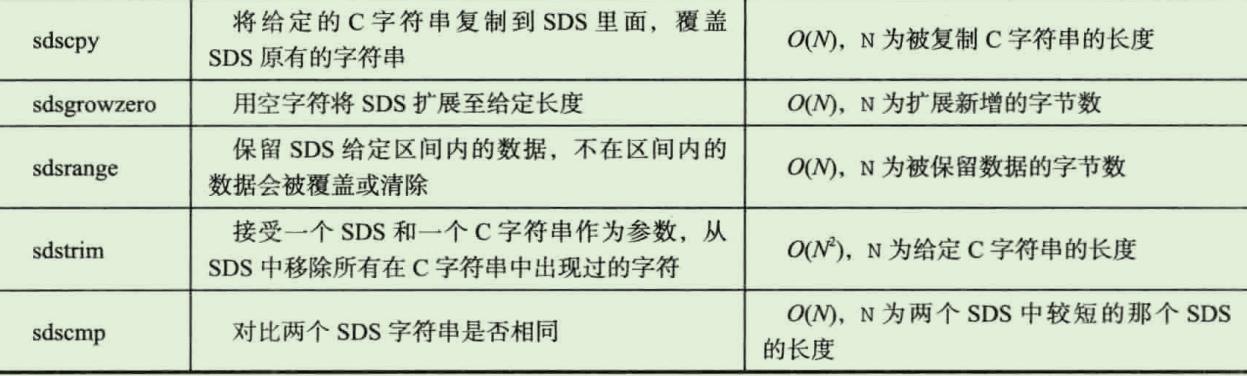 sdscpy
将给定的 C 字符串复制到 SDS 里面，覆盖
SDS 原有的字符串
O(N)，N 为被复制 C 字符串的长度
sdsgrowzero
用空字符将 SDS 扩展至给定长度
O(N)，N 为扩展新增的字节数
sdsrange
保留 SDS 给定区间内的数据，不在区间内的
数据会被覆盖或清除
O(N)，N 为被保留数据的字节数
sdstrim
接受一个 SDS 和一个 C 字符串作为参数，从
SDS 中移除所有在 C 字符串中出现过的字符
O(N²)，N 为给定 C 字符串的长度
sdscmp
对比两个 SDS 字符串是否相同
O(N)，N 为两个 SDS 中较短的那个 SDS
的长度